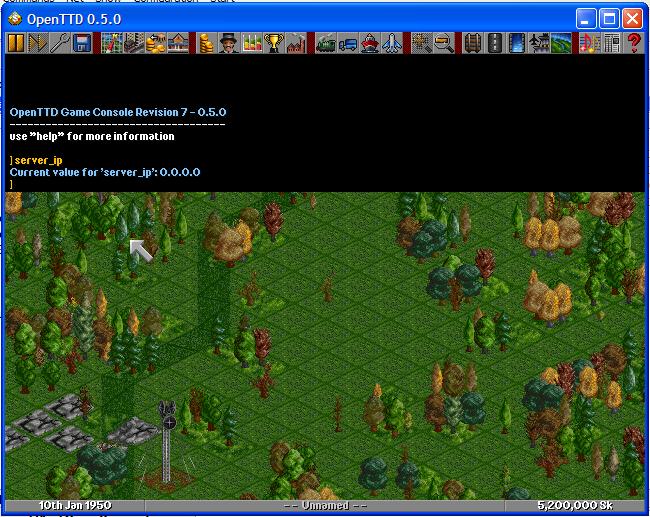 OpenTTD 0.5.0
OpenTTD Game Console Revision 7 - 0.5.0
------------------------------------
use "help" for more information
] server_ip
Current value for 'server_ip': 0.0.0.0
]
10th Jan 1950
- - Unnamed - -
5,200,000 Sk